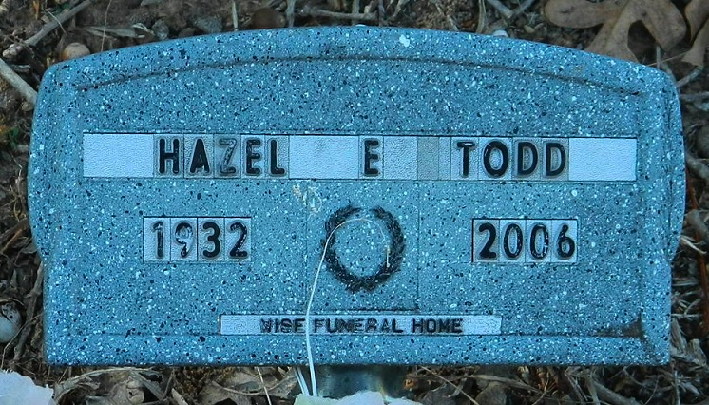 HAZEL E TODD
1932 2006
WISE FUNERAL HOME